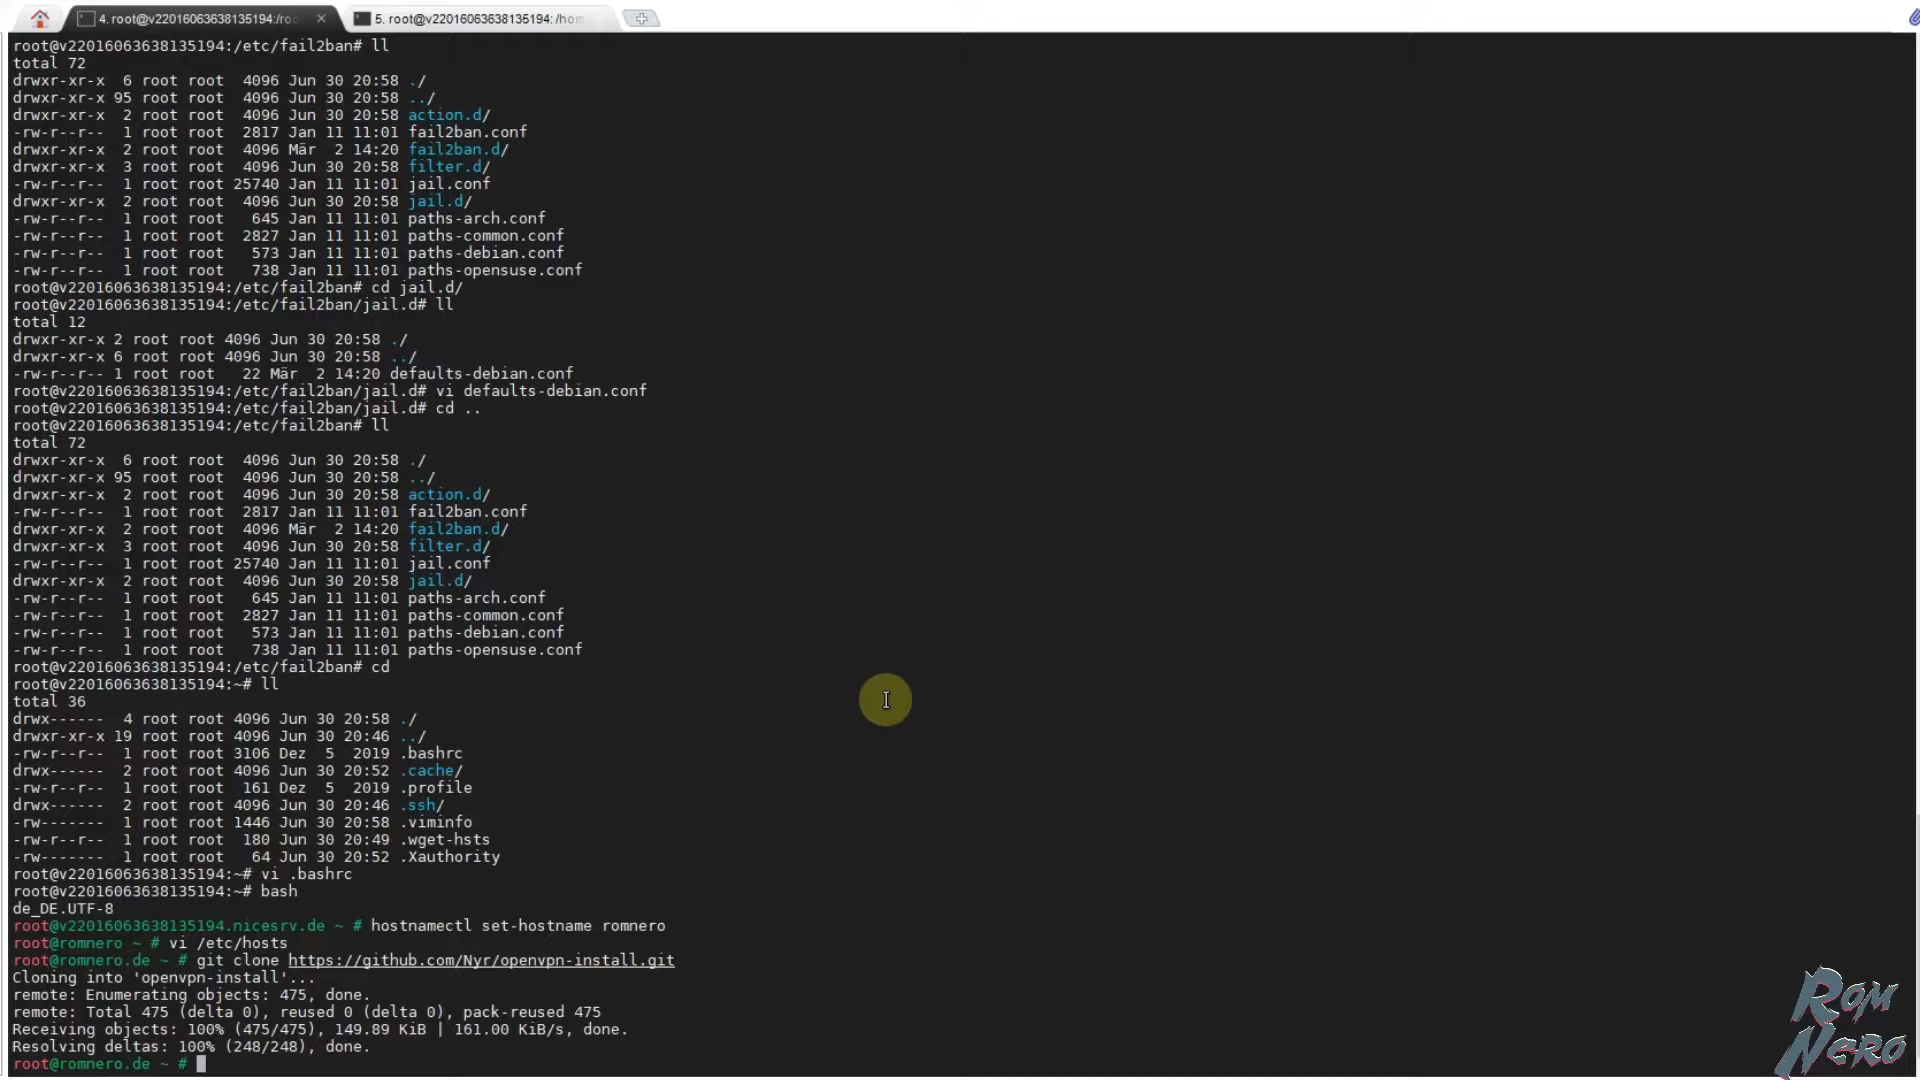 4. root@v22016063638135194:/ro
5. root@v22016063638135194:/hom
root@v22016063638135194:/etc/fail2ban# ll
total 72
drwxr-xr-x  6 root root  4096 Jun 30 20:58 ./
drwxr-xr-x 95 root root  4096 Jun 30 20:58 ../
drwxr-xr-x  2 root root  4096 Jun 30 20:58 action.d/
-rw-r--r--  1 root root  2817 Jan 11 11:01 fail2ban.conf
drwxr-xr-x  2 root root  4096 Mär  2 14:20 fail2ban.d/
drwxr-xr-x  3 root root  4096 Jun 30 20:58 filter.d/
-rw-r--r--  1 root root 25740 Jan 11 11:01 jail.conf
drwxr-xr-x  2 root root  4096 Jun 30 20:58 jail.d/
-rw-r--r--  1 root root   645 Jan 11 11:01 paths-arch.conf
-rw-r--r--  1 root root  2827 Jan 11 11:01 paths-common.conf
-rw-r--r--  1 root root   573 Jan 11 11:01 paths-debian.conf
-rw-r--r--  1 root root   738 Jan 11 11:01 paths-opensuse.conf
root@v22016063638135194:/etc/fail2ban# cd jail.d/
root@v22016063638135194:/etc/fail2ban/jail.d# ll
total 12
drwxr-xr-x 2 root root 4096 Jun 30 20:58 ./
drwxr-xr-x 6 root root 4096 Jun 30 20:58 ../
-rw-r--r-- 1 root root   22 Mär  2 14:20 defaults-debian.conf
root@v22016063638135194:/etc/fail2ban/jail.d# vi defaults-debian.conf
root@v22016063638135194:/etc/fail2ban/jail.d# cd ..
root@v22016063638135194:/etc/fail2ban# ll
total 72
drwxr-xr-x  6 root root  4096 Jun 30 20:58 ./
drwxr-xr-x 95 root root  4096 Jun 30 20:58 ../
drwxr-xr-x  2 root root  4096 Jun 30 20:58 action.d/
-rw-r--r--  1 root root  2817 Jan 11 11:01 fail2ban.conf
drwxr-xr-x  2 root root  4096 Mär  2 14:20 fail2ban.d/
drwxr-xr-x  3 root root  4096 Jun 30 20:58 filter.d/
-rw-r--r--  1 root root 25740 Jan 11 11:01 jail.conf
drwxr-xr-x  2 root root  4096 Jun 30 20:58 jail.d/
-rw-r--r--  1 root root   645 Jan 11 11:01 paths-arch.conf
-rw-r--r--  1 root root  2827 Jan 11 11:01 paths-common.conf
-rw-r--r--  1 root root   573 Jan 11 11:01 paths-debian.conf
-rw-r--r--  1 root root   738 Jan 11 11:01 paths-opensuse.conf
root@v22016063638135194:/etc/fail2ban# cd
root@v22016063638135194:~# ll
total 36
drwx------  4 root root 4096 Jun 30 20:58 ./
drwxr-xr-x 19 root root 4096 Jun 30 20:46 ../
-rw-r--r--  1 root root 3106 Dez  5  2019 .bashrc
drwx------  2 root root 4096 Jun 30 20:52 .cache/
-rw-r--r--  1 root root  161 Dez  5  2019 .profile
drwx------  2 root root 4096 Jun 30 20:46 .ssh/
-rw-------  1 root root 1446 Jun 30 20:58 .viminfo
-rw-r--r--  1 root root  180 Jun 30 20:49 .wget-hsts
-rw-------  1 root root   64 Jun 30 20:52 .Xauthority
root@v22016063638135194:~# vi .bashrc
root@v22016063638135194:~# bash
de_DE.UTF-8
root@v22016063638135194.nicesrv.de ~ # hostnamectl set-hostname romnero
root@romnero ~ # vi /etc/hosts
root@romnero.de ~ # git clone https://github.com/Nyr/openvpn-install.git
Cloning into 'openvpn-install'...
remote: Enumerating objects: 475, done.
remote: Total 475 (delta 0), reused 0 (delta 0), pack-reused 475
Receiving objects: 100% (475/475), 149.89 KiB | 161.00 KiB/s, done.
Resolving deltas: 100% (248/248), done.
root@romnero.de ~ #
Rom
Nero